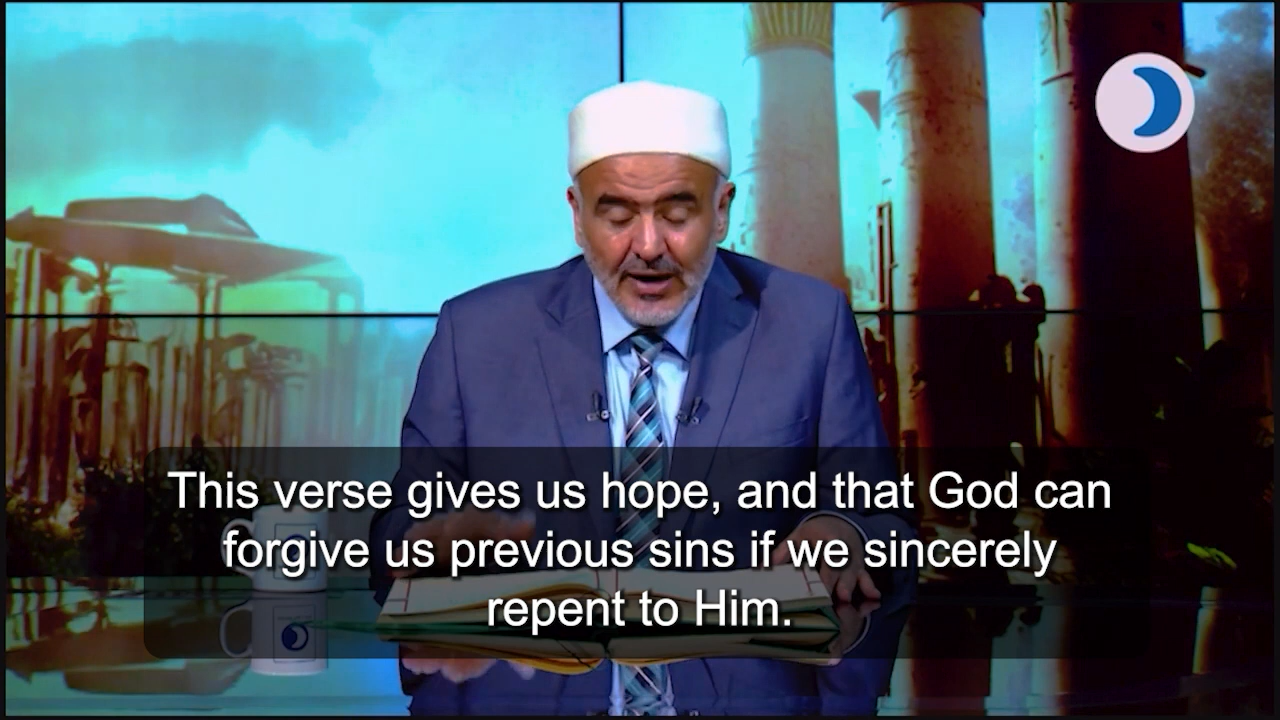 This verse gives us hope, and that God can
forgive us previous sins if we sincerely
repent to Him.